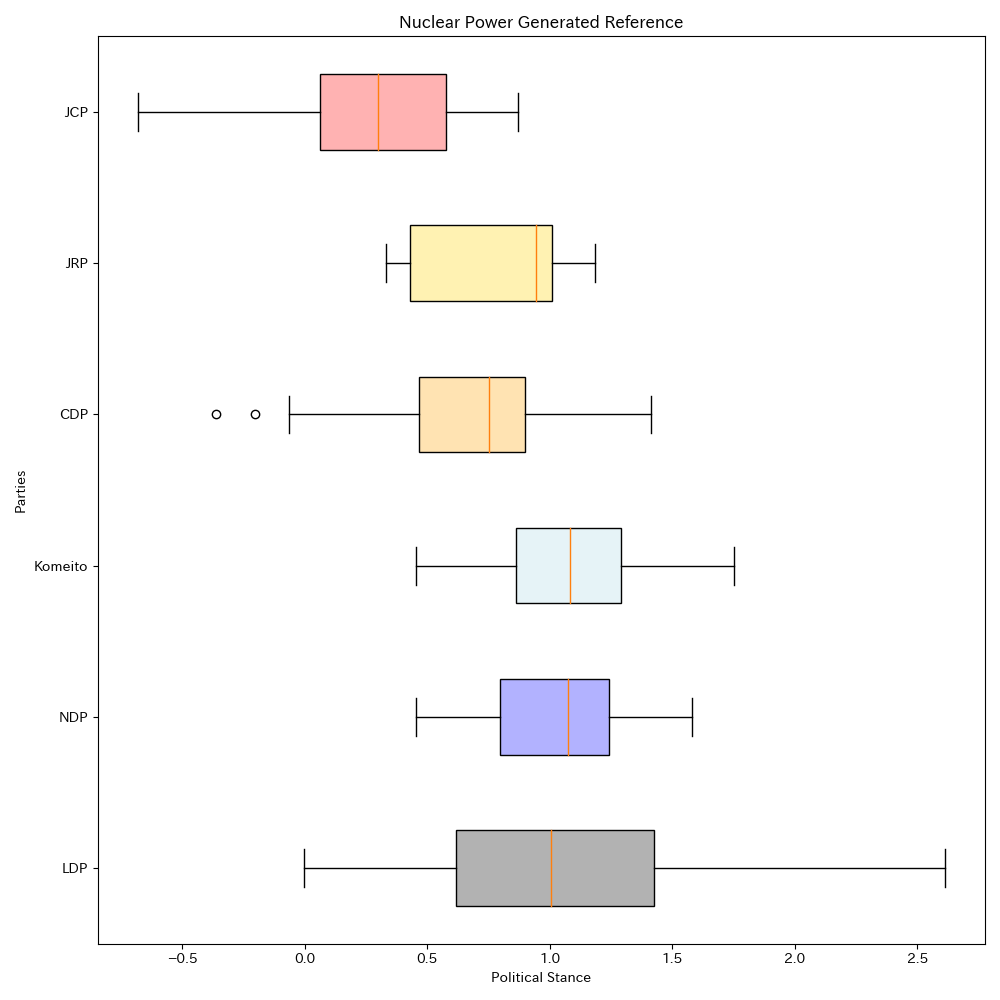 Nuclear Power Generated Reference
JCP
JRP
CDP
Komeito
NDP
LDP
Parties
−0.5 0.0 0.5 1.0 1.5 2.0 2.5
Political Stance